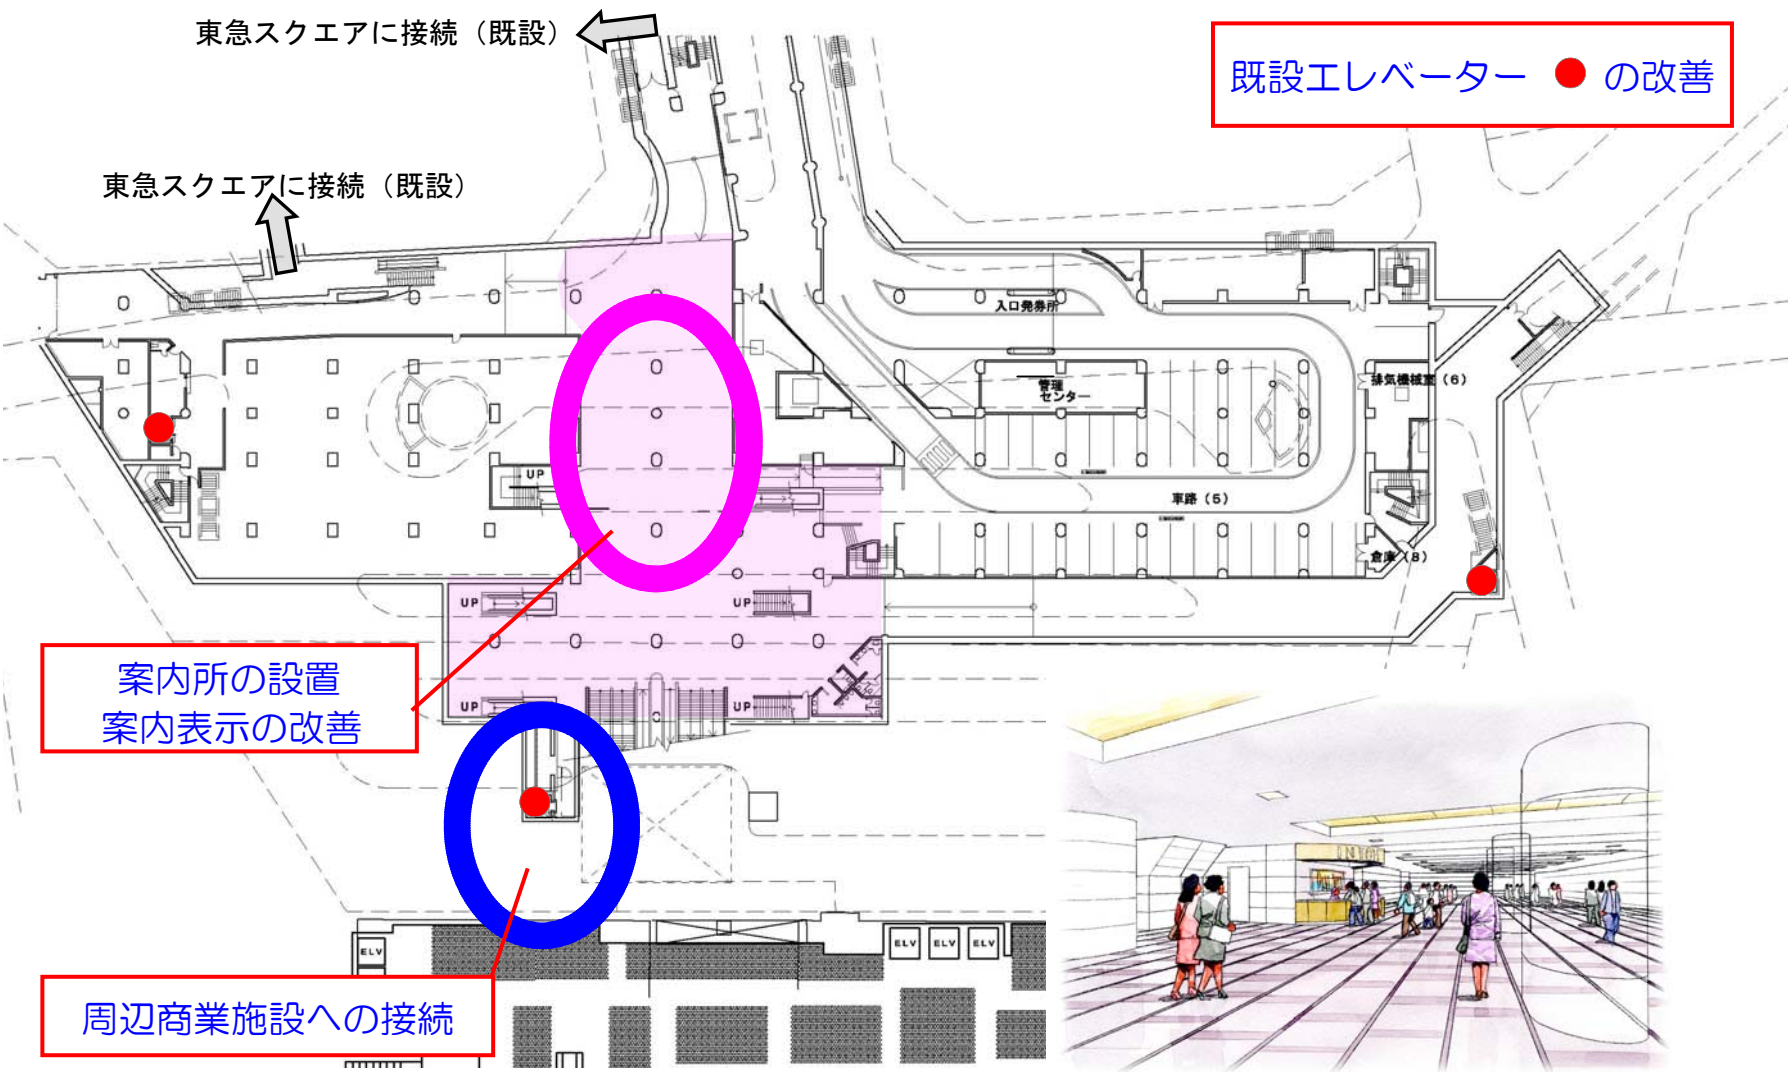 東急スクエアに接続（既設）
既設エレベーター ● の改善
東急スクエアに接続（既設）
入口発券所
管理
センター
排気機械室（6）
UP
車路（5）
倉庫（8）
UP
UP
案内所の設置
案内表示の改善
UP
UP
ELV
ELV
ELV
ELV
周辺商業施設への接続